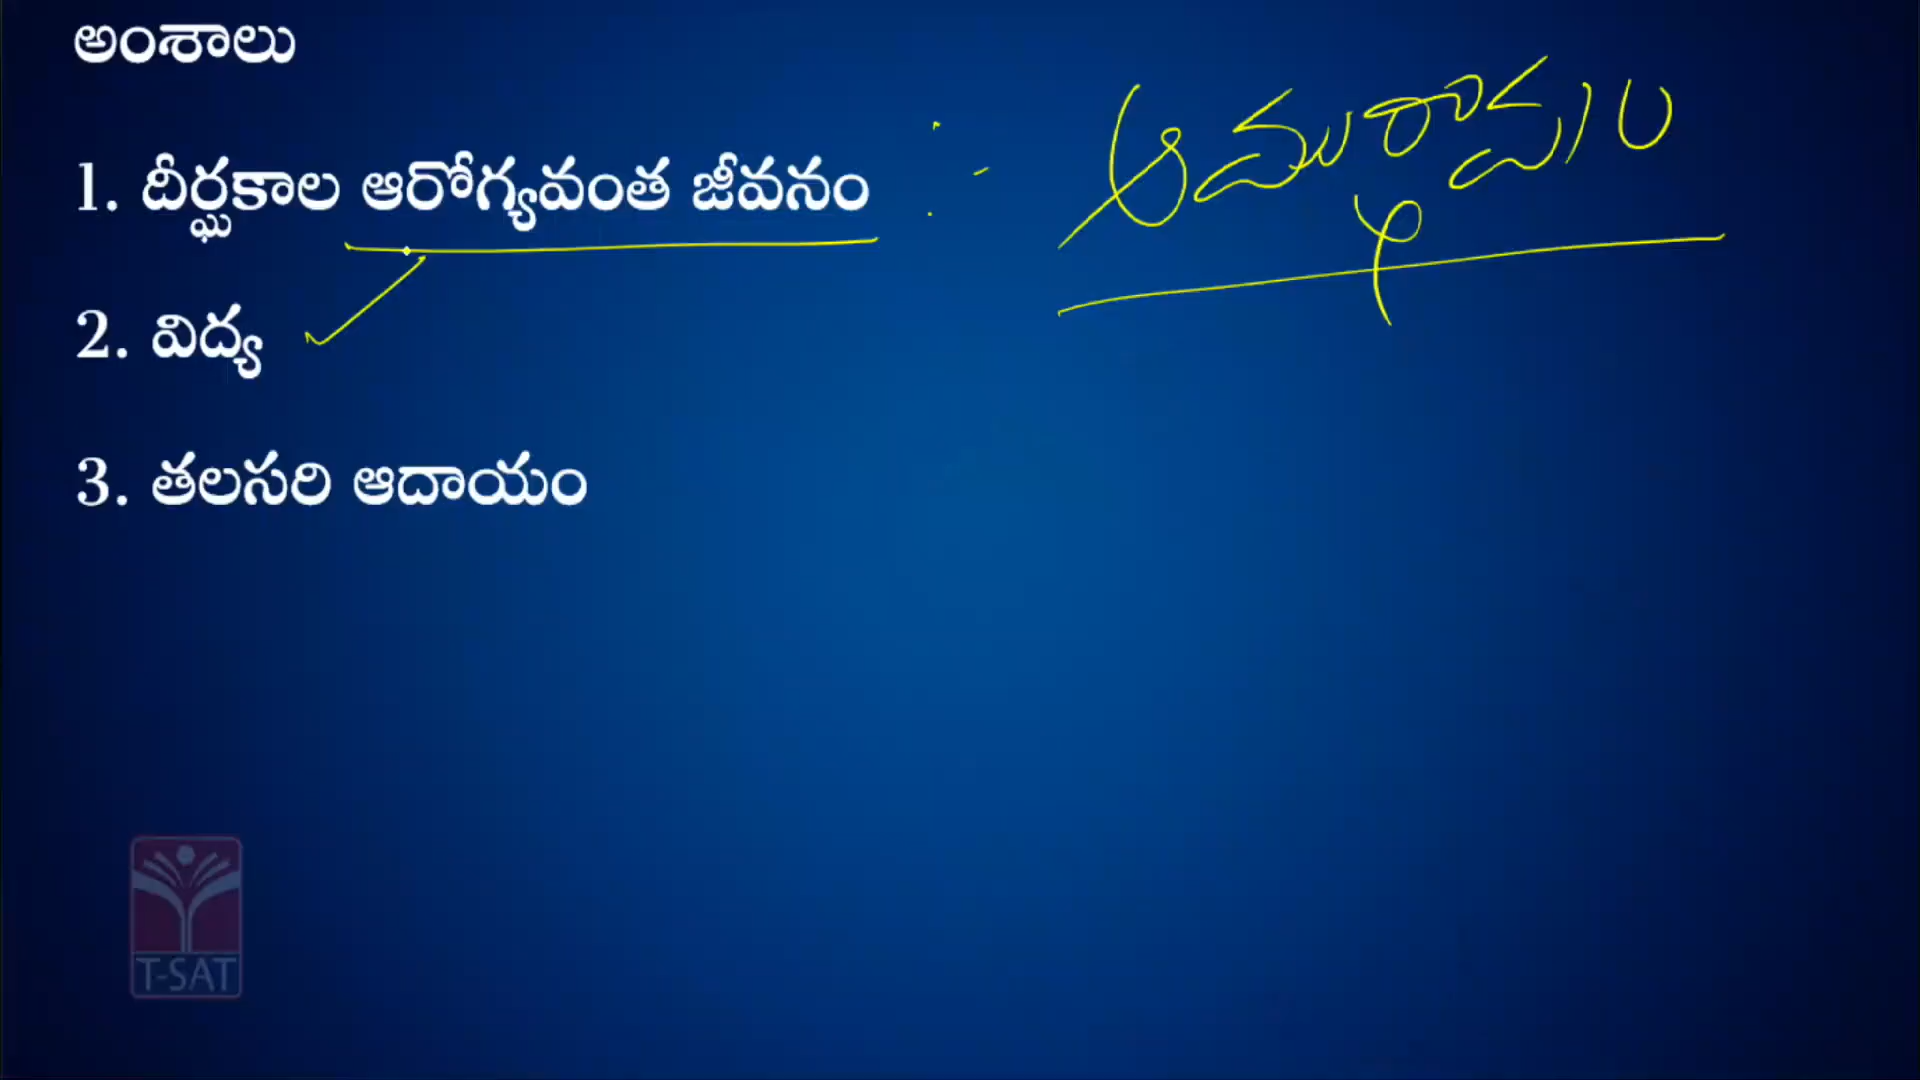 అంశాలు
1. దీర్ఘకాల ఆరోగ్యవంత జీవనం :-
2. విద్య
3. తలసరి ఆదాయం
T-SAT